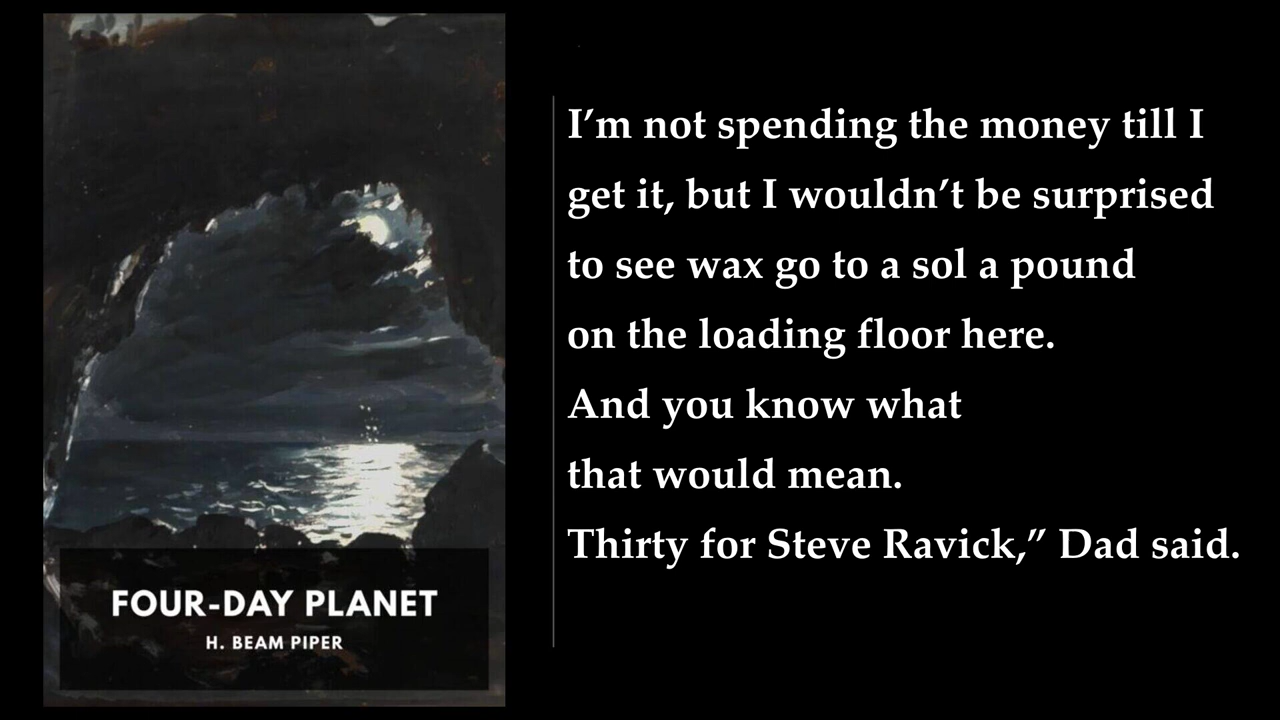 I’m not spending the money till I
get it, but I wouldn’t be surprised
to see wax go to a sol a pound
on the loading floor here.
And you know what
that would mean.
Thirty for Steve Ravick,” Dad said.
FOUR-DAY PLANET
H. BEAM PIPER